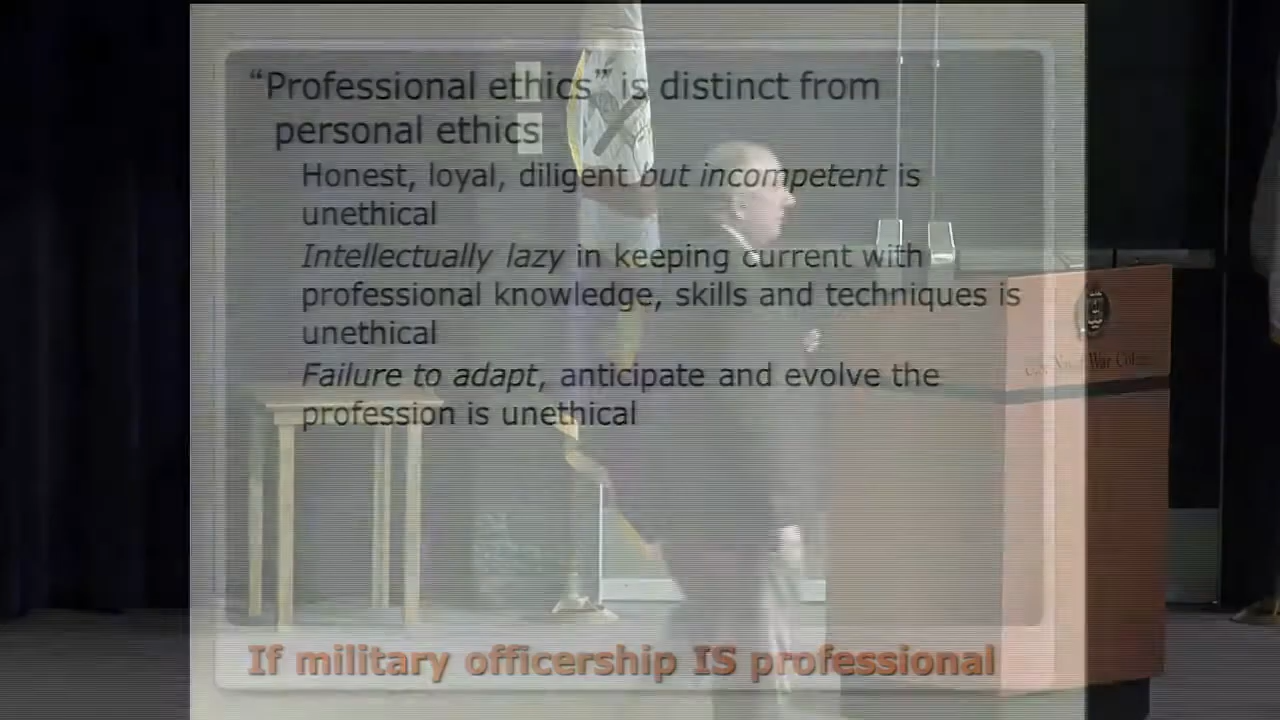 “Professional ethics” is distinct from
personal ethics
Honest, loyal, diligent but incompetent is
unethical
Intellectually lazy in keeping current with
professional knowledge, skills and techniques is
unethical
Failure to adapt, anticipate and evolve the
profession is unethical
War
If military officership IS professional